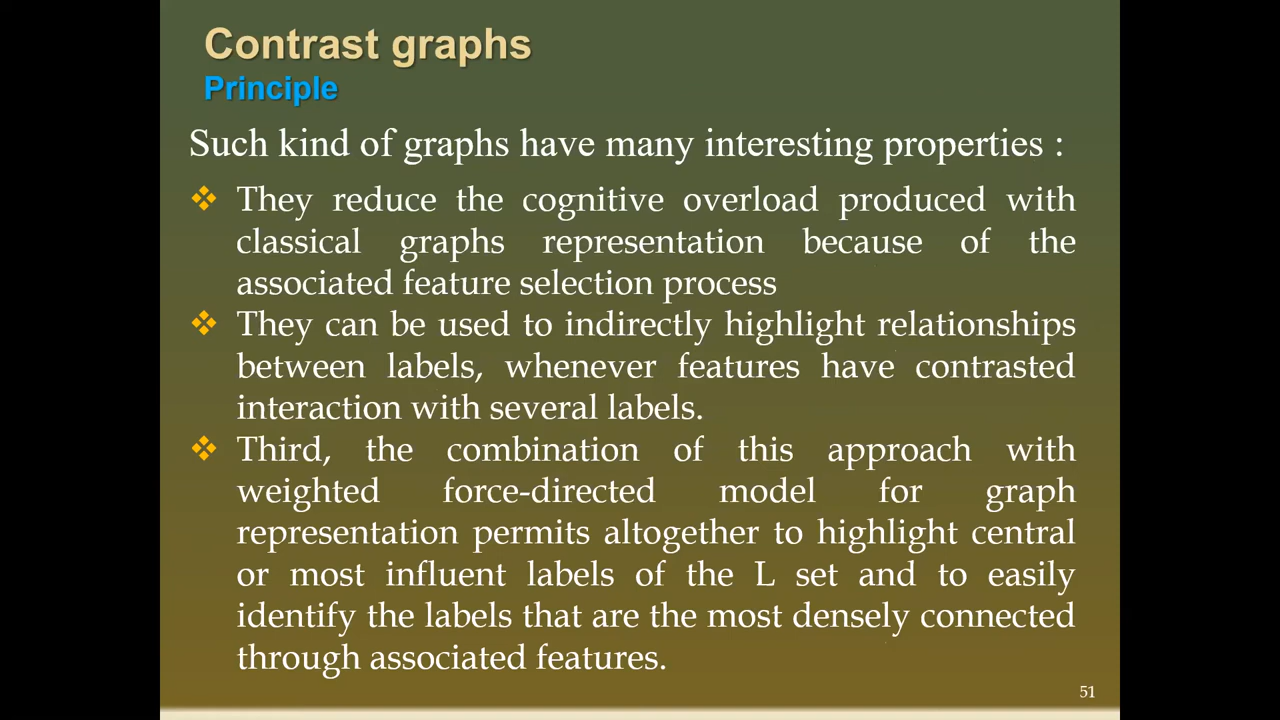 Contrast graphs
Principle
Such kind of graphs have many interesting properties :
❖ They reduce the cognitive overload produced with
classical graphs representation because of the
associated feature selection process
❖ They can be used to indirectly highlight relationships
between labels, whenever features have contrasted
interaction with several labels.
❖ Third, the combination of this approach with
weighted force-directed model for graph
representation permits altogether to highlight central
or most influent labels of the L set and to easily
identify the labels that are the most densely connected
through associated features.
51